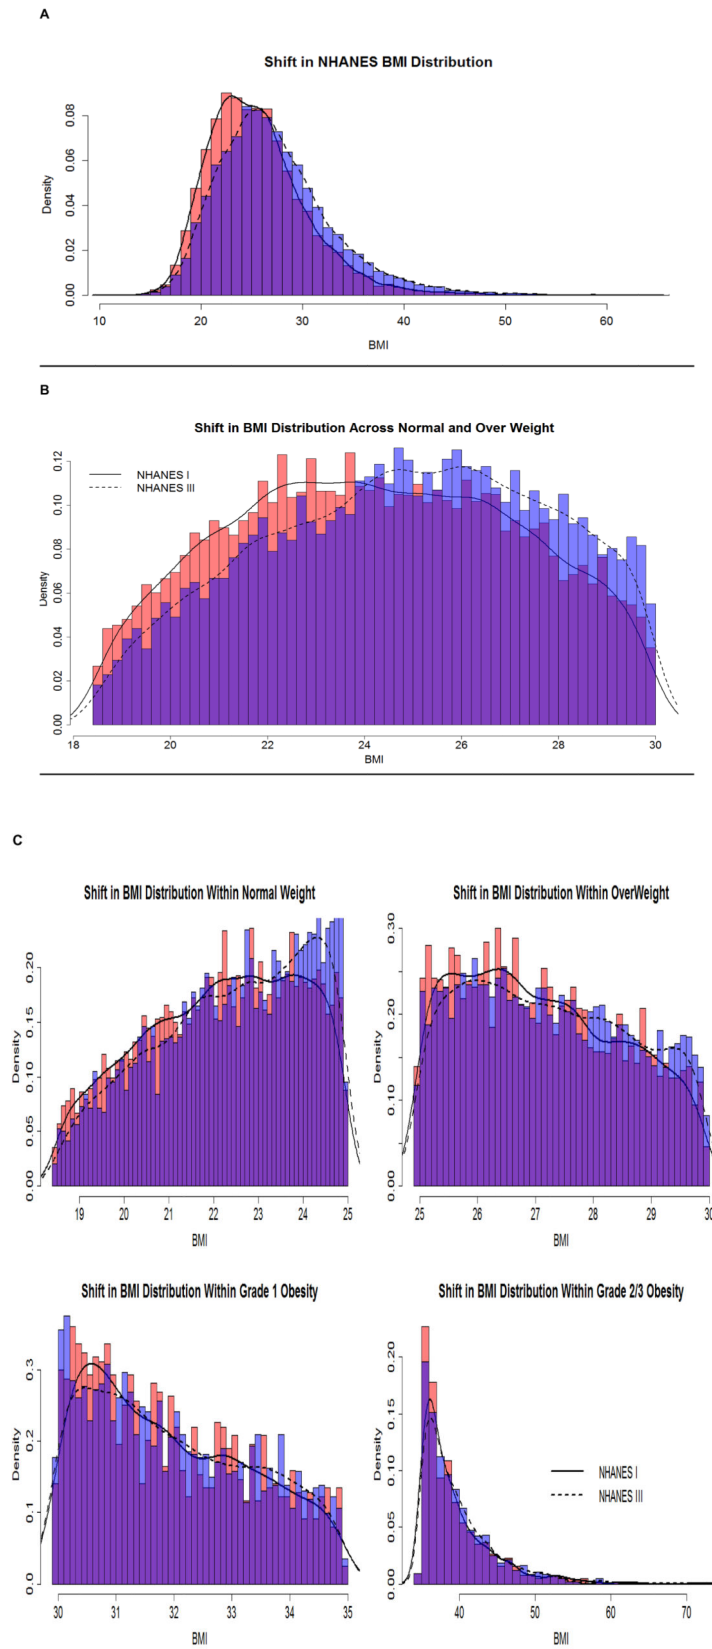 A
Shift in NHANES BMI Distribution
Density
0.00 0.02 0.04 0.06 0.08
10 20 30 40 50 60
BMI
B
Shift in BMI Distribution Across Normal and Over Weight
NHANES I
NHANES III
Density
0.00 0.02 0.04 0.06 0.08 0.10 0.12
18 20 22 24 26 28 30
BMI
C
Shift in BMI Distribution Within Normal Weight
Density
0.00 0.05 0.10 0.15 0.20
19 20 21 22 23 24 25
BMI
Shift in BMI Distribution Within OverWeight
Density
0.00 0.10 0.20 0.30
25 26 27 28 29 30
BMI
Shift in BMI Distribution Within Grade 1 Obesity
Density
0.0 0.1 0.2 0.3
30 31 32 33 34 35
BMI
Shift in BMI Distribution Within Grade 2/3 Obesity
NHANES I
NHANES III
Density
0.00 0.05 0.10 0.15 0.20
40 50 60 70
BMI